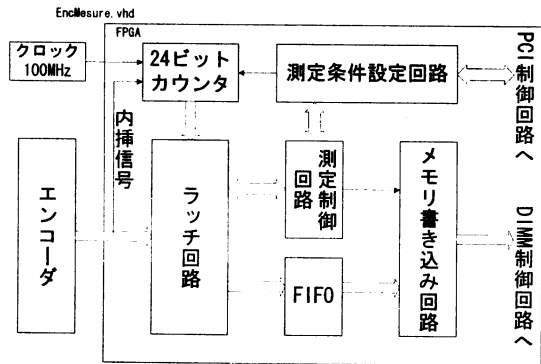 EncMesure.vhd
FPGA
クロック
100MHz
24ビット
カウンタ
測定条件設定回路
PCI制御回路へ
内挿信号
エンコーダ
ラッチ回路
測定制御
回路
メモリ書き込み回路
FIFO
DIMM制御回路へ